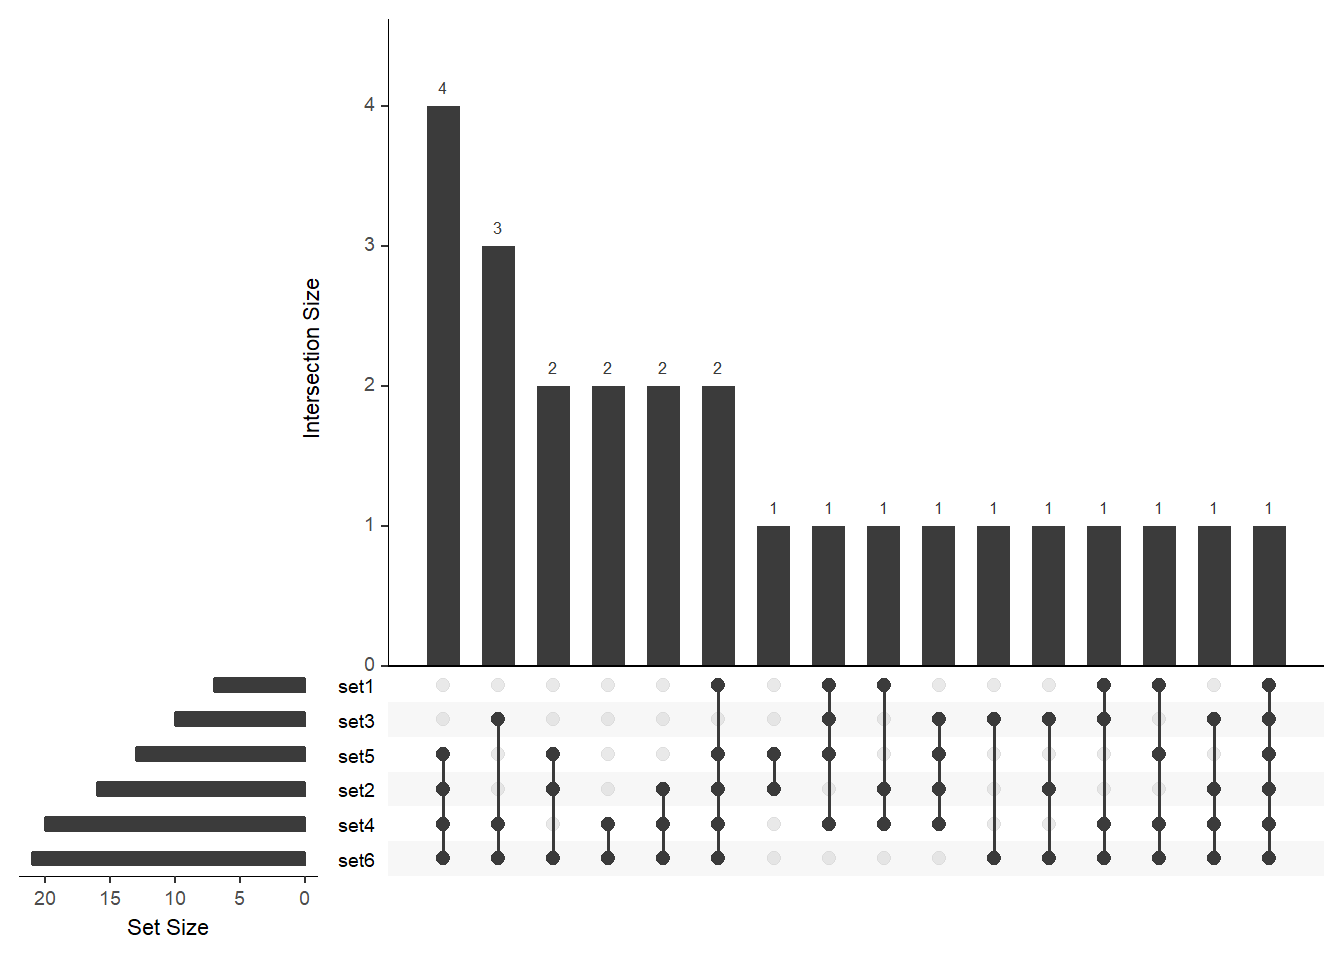 4
4
3
3
Intersection Size
2
2 2 2 2
1
1 1 1 1 1 1 1 1 1 1
0
set1
set3
set5
set2
set4
set6
20 15 10 5 0
Set Size